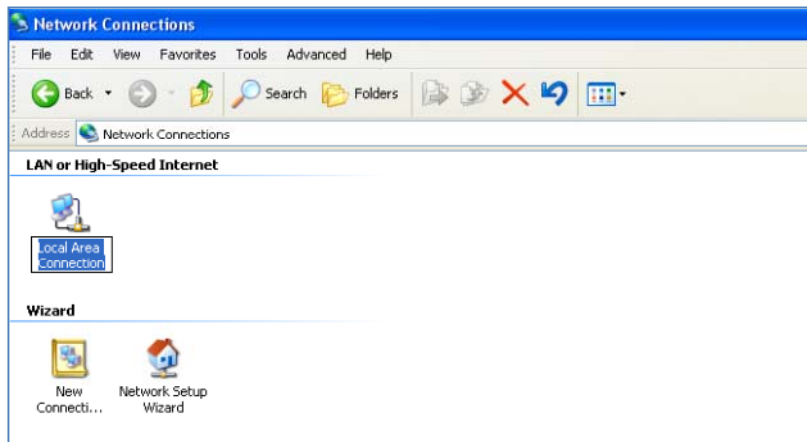 Network Connections
File Edit View Favorites Tools Advanced Help
Back Search Folders
Address Network Connections
LAN or High-Speed Internet
Local Area
Connection
Wizard
New
Connecti...
Network Setup
Wizard